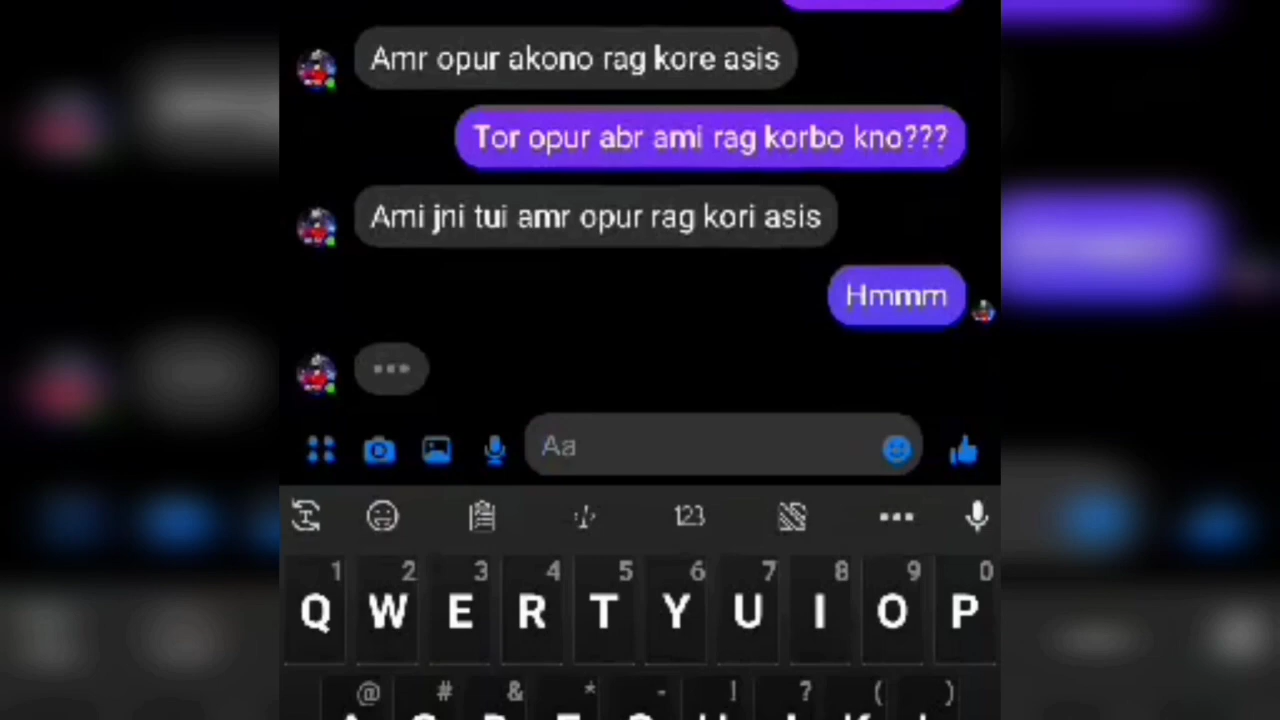 Amr opur akono rag kore asis
Tor opur abr ami rag korbo kno???
Ami jni tui amr opur rag kori asis
Hmmm
Aa
123
1 2 3 4 5 6 7 8 9 0
Q W E R T Y U I O P
@ # & * - ! ? ( )